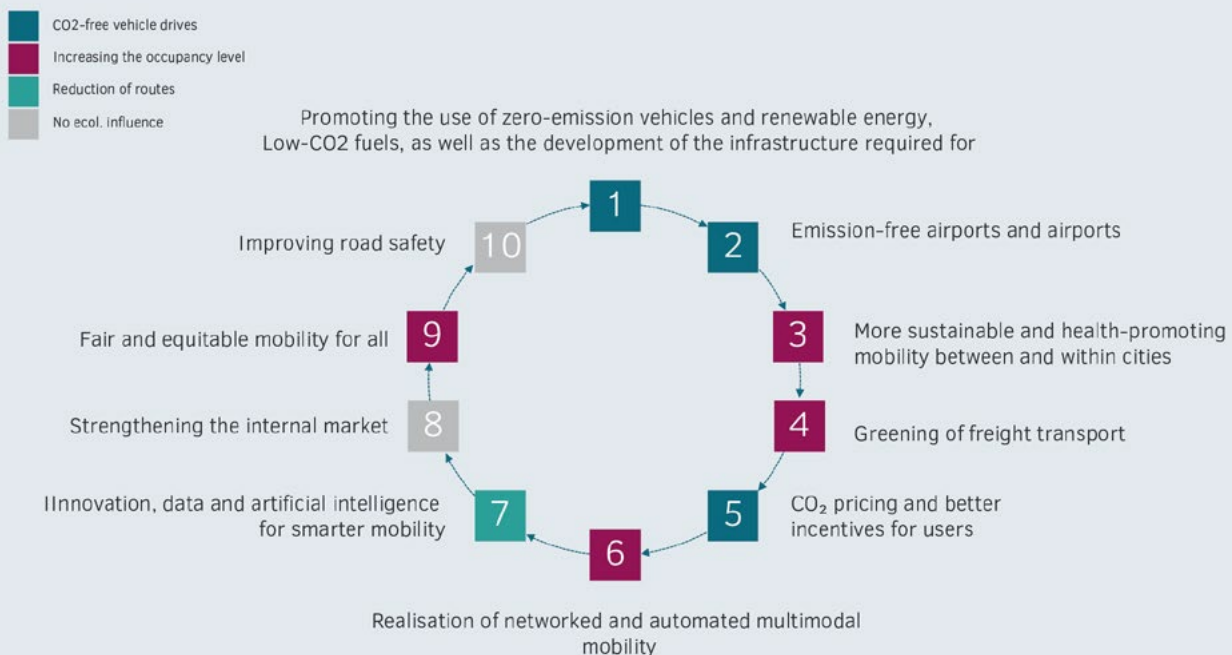 CO2-free vehicle drives
Increasing the occupancy level
Reduction of routes
No ecol. influence
Promoting the use of zero-emission vehicles and renewable energy,
Low-CO2 fuels, as well as the development of the infrastructure required for
1
2
Emission-free airports and airports
3
More sustainable and health-promoting
mobility between and within cities
4
Greening of freight transport
5
CO₂ pricing and better
incentives for users
6
Realisation of networked and automated multimodal
mobility
7
IInnovation, data and artificial intelligence
for smarter mobility
8
Strengthening the internal market
9
Fair and equitable mobility for all
10
Improving road safety